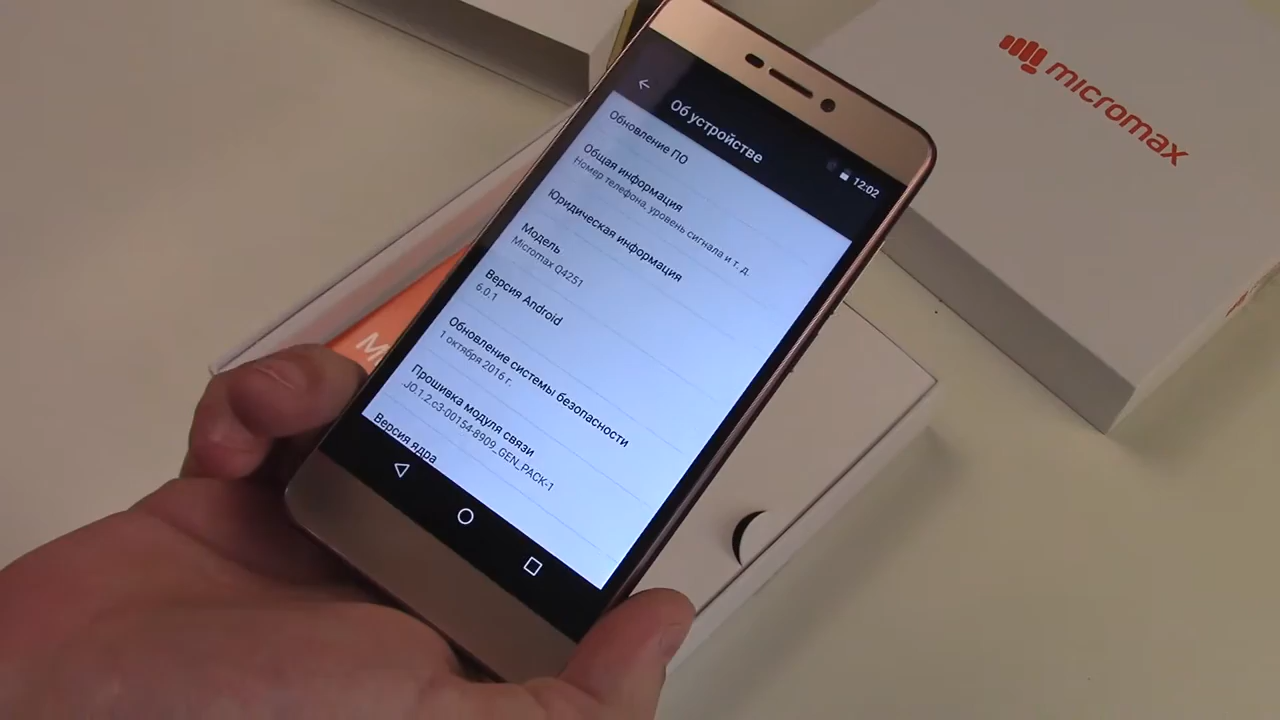 micromax
12:02
Об устройстве
Обновление ПО
Общая информация
Номер телефона, уровень сигнала и т. д.
Юридическая информация
Модель
Micromax Q4251
Версия Android
6.0.1
Обновление системы безопасности
1 октября 2016 г.
Прошивка модуля связи
.JO.1.2.c3-00154-8909_GEN_PACK-1
Версия ядра